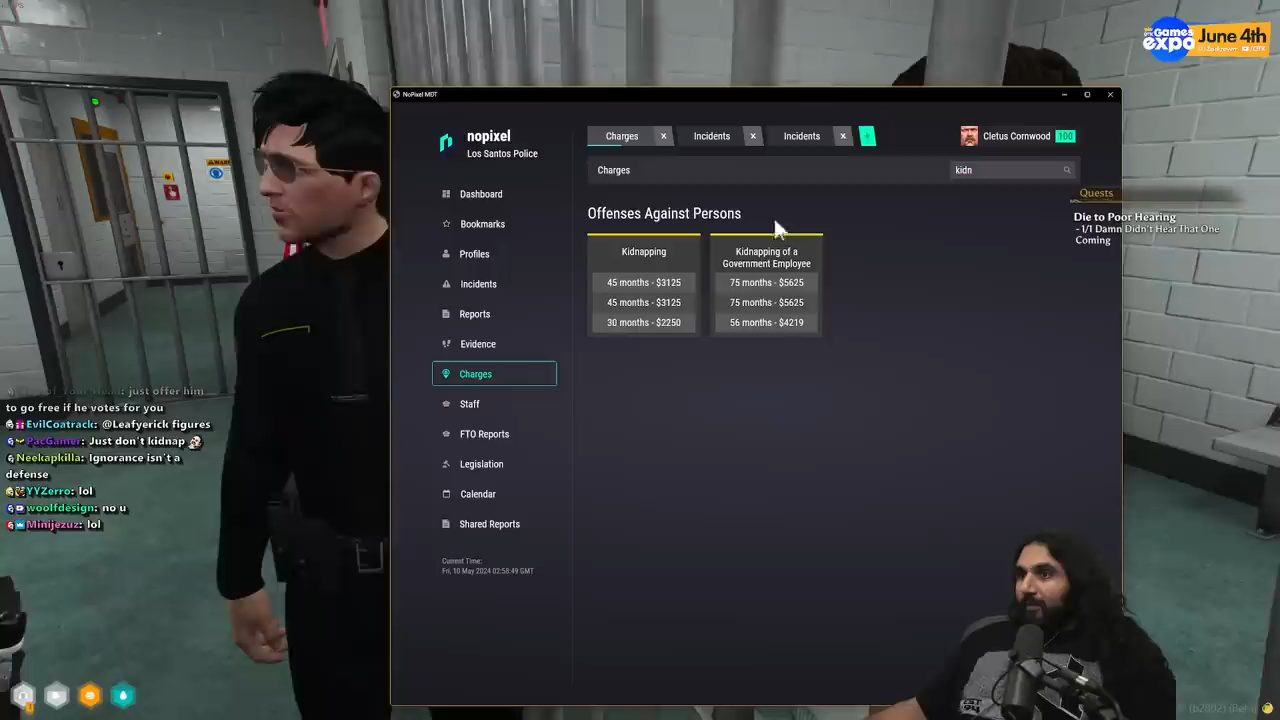 Games
expo
June 4th
NoPixel MDT
nopixel
Los Santos Police
Charges x
Incidents x
Incidents x
+
Cletus Cornwood 100
Charges
kidn
Dashboard
Bookmarks
Profiles
Incidents
Reports
Evidence
Charges
Staff
FTO Reports
Legislation
Calendar
Shared Reports
Current Time:
Fri, 10 May 2024 02:58:49 GMT
Offenses Against Persons
Kidnapping
45 months - $3125
45 months - $3125
30 months - $2250
Kidnapping of a
Government Employee
75 months - $5625
75 months - $5625
56 months - $4219
Quests
Die to Poor Hearing
- 1/1 Damn Didn't Hear That One
Coming
just offer him
to go free if he votes for you
EvilCoatrack: @Leafyerick figures
PacGamer: Just don't kidnap
Neekapkilla: Ignorance isn't a
defense
YYZerro: lol
woolfdesign: no u
Minijezuz: lol